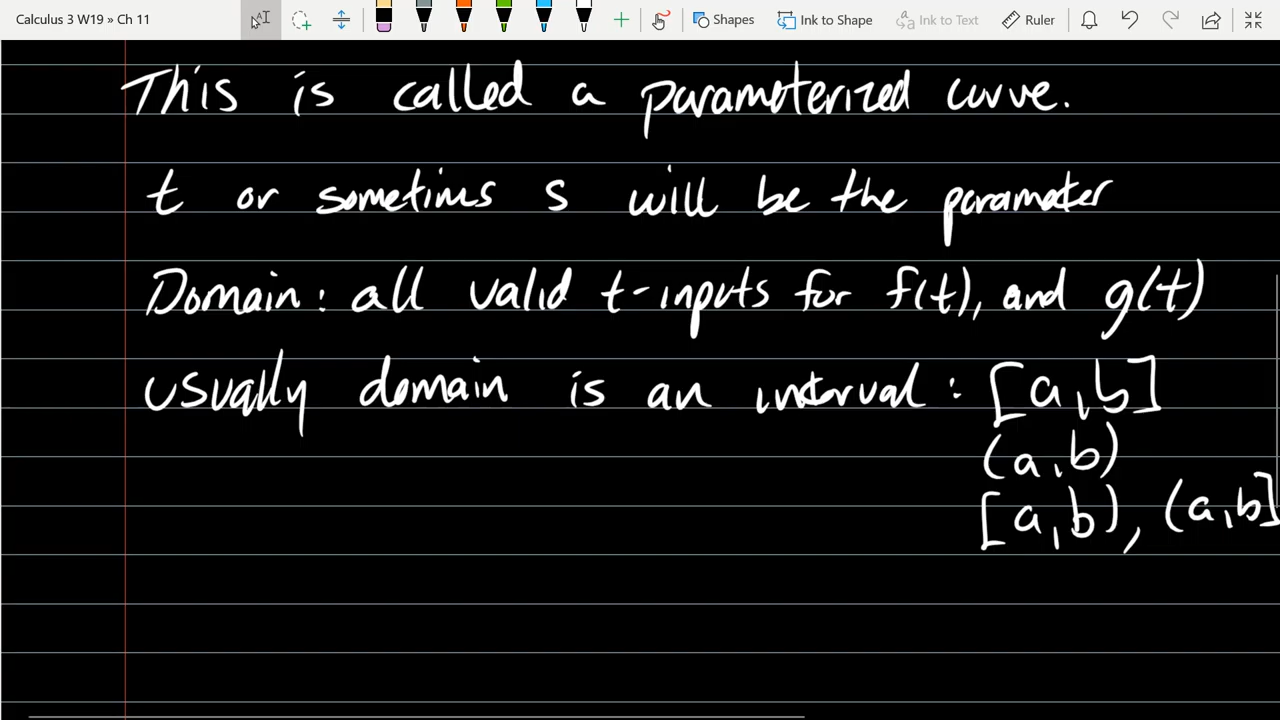 Calculus 3 W19 » Ch 11
Shapes
Ink to Shape
Ink to Text
Ruler
This is called a parameterized curve.
t or sometimes s will be the parameter
Domain: all valid t-inputs for f(t), and g(t)
usually domain is an interval: [a,b]
(a,b)
[a,b), (a,b]